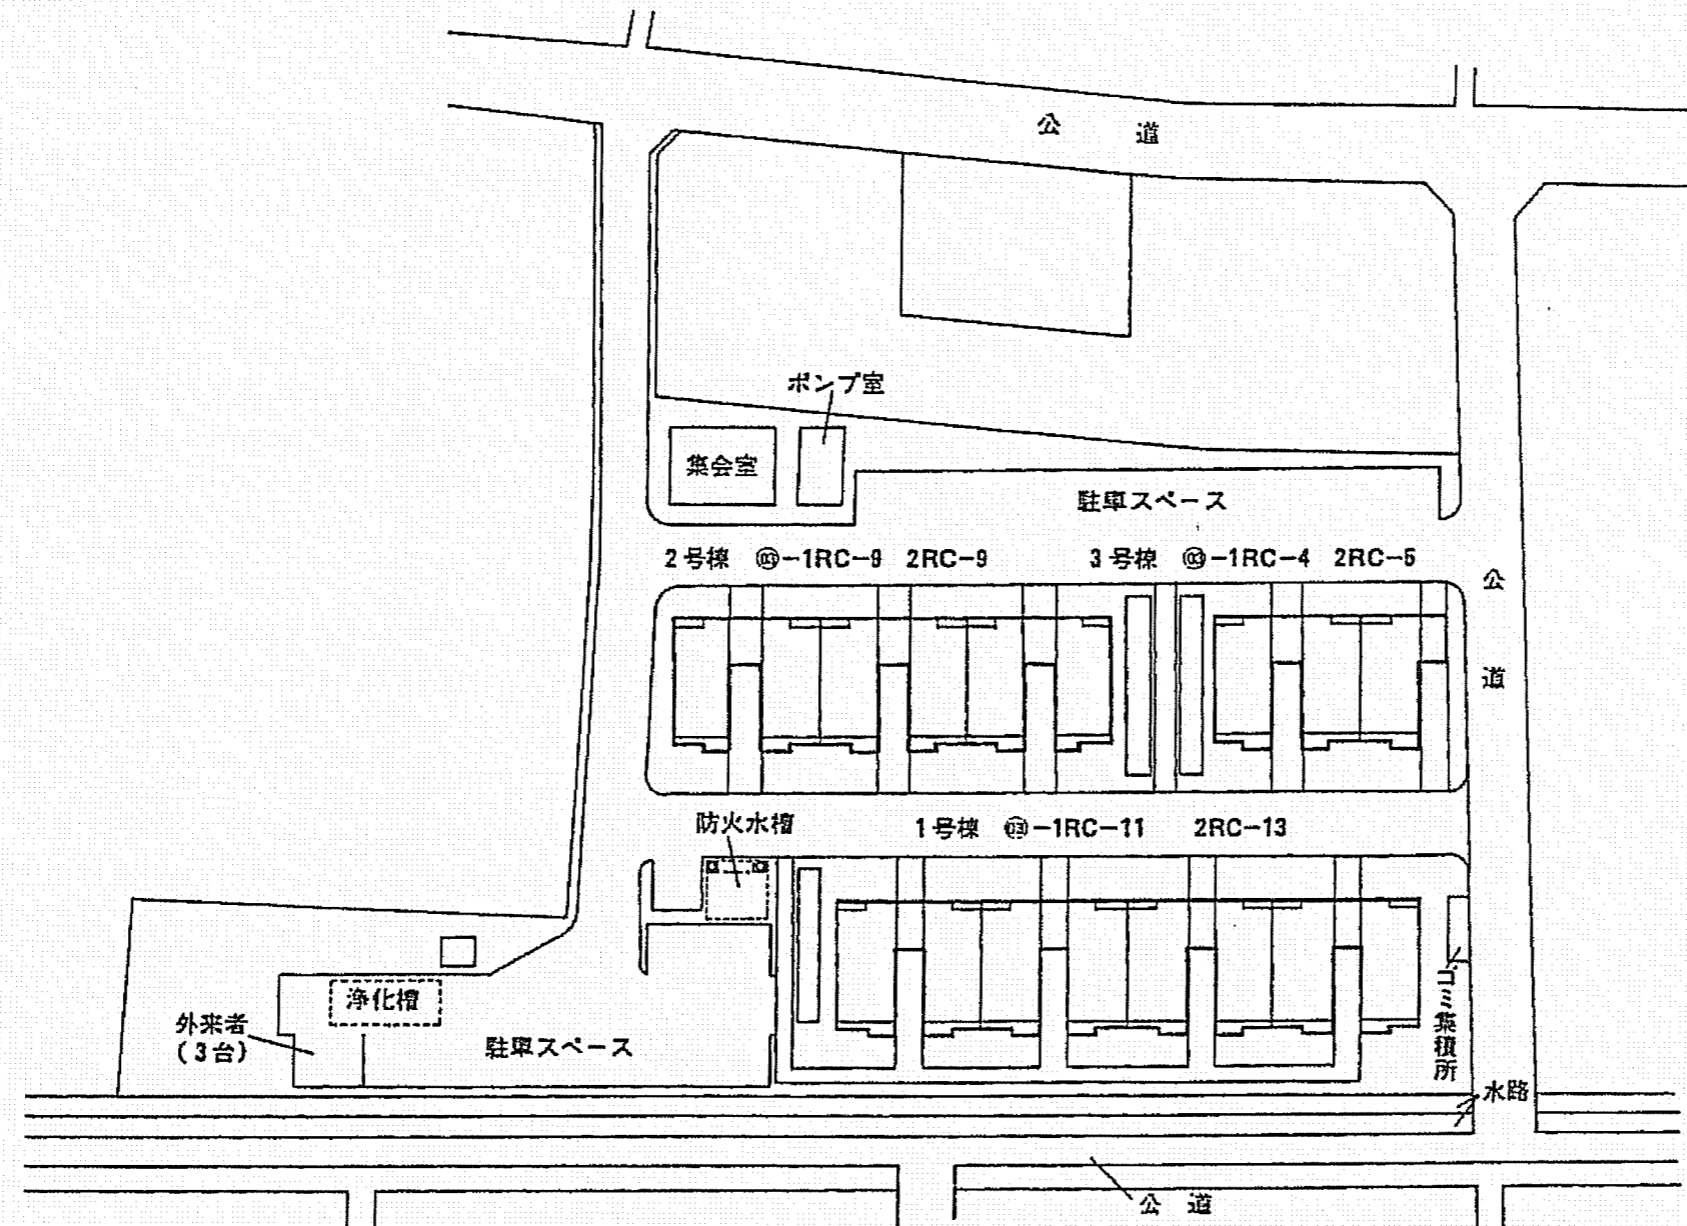 公 道
ポンプ室
集会室
駐車スペース
2号棟 ㊿-1RC-9 2RC-9
3号棟 -1RC-4 2RC-5
公道
防火水槽
1号棟 -1RC-11 2RC-13
浄化槽
外来者
(3台)
駐車スペース
ゴミ集積所
水路
公 道